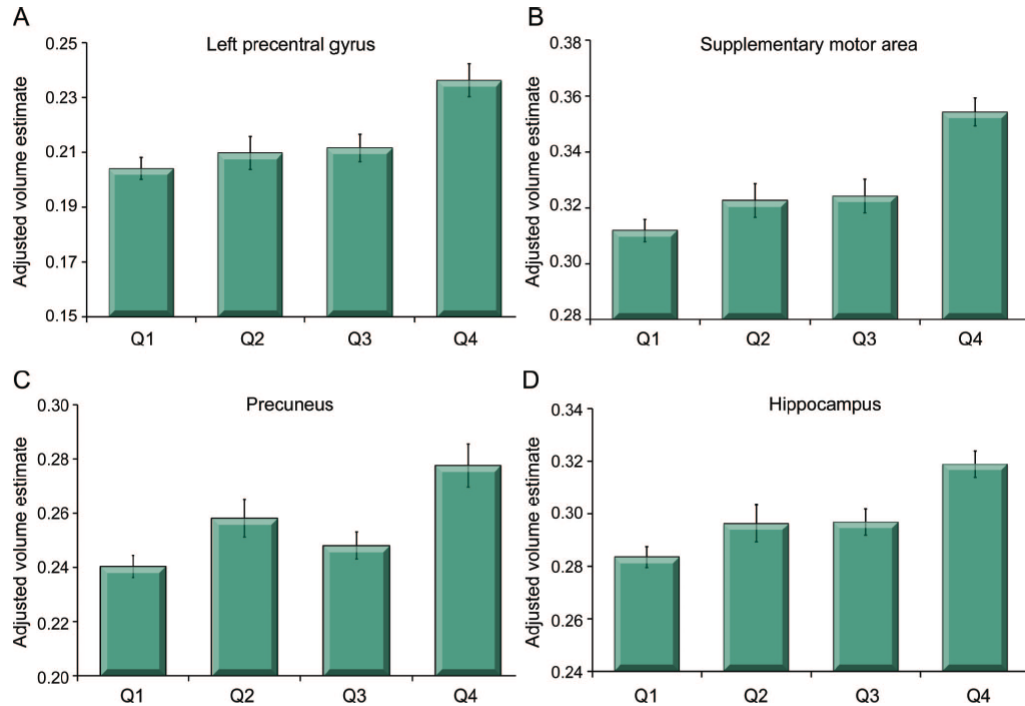 A
Left precentral gyrus
Adjusted volume estimate
0.25
0.23
0.21
0.19
0.17
0.15
Q1 Q2 Q3 Q4
B
Supplementary motor area
Adjusted volume estimate
0.38
0.36
0.34
0.32
0.30
0.28
Q1 Q2 Q3 Q4
C
Precuneus
Adjusted volume estimate
0.30
0.28
0.26
0.24
0.22
0.20
Q1 Q2 Q3 Q4
D
Hippocampus
Adjusted volume estimate
0.34
0.32
0.30
0.28
0.26
0.24
Q1 Q2 Q3 Q4